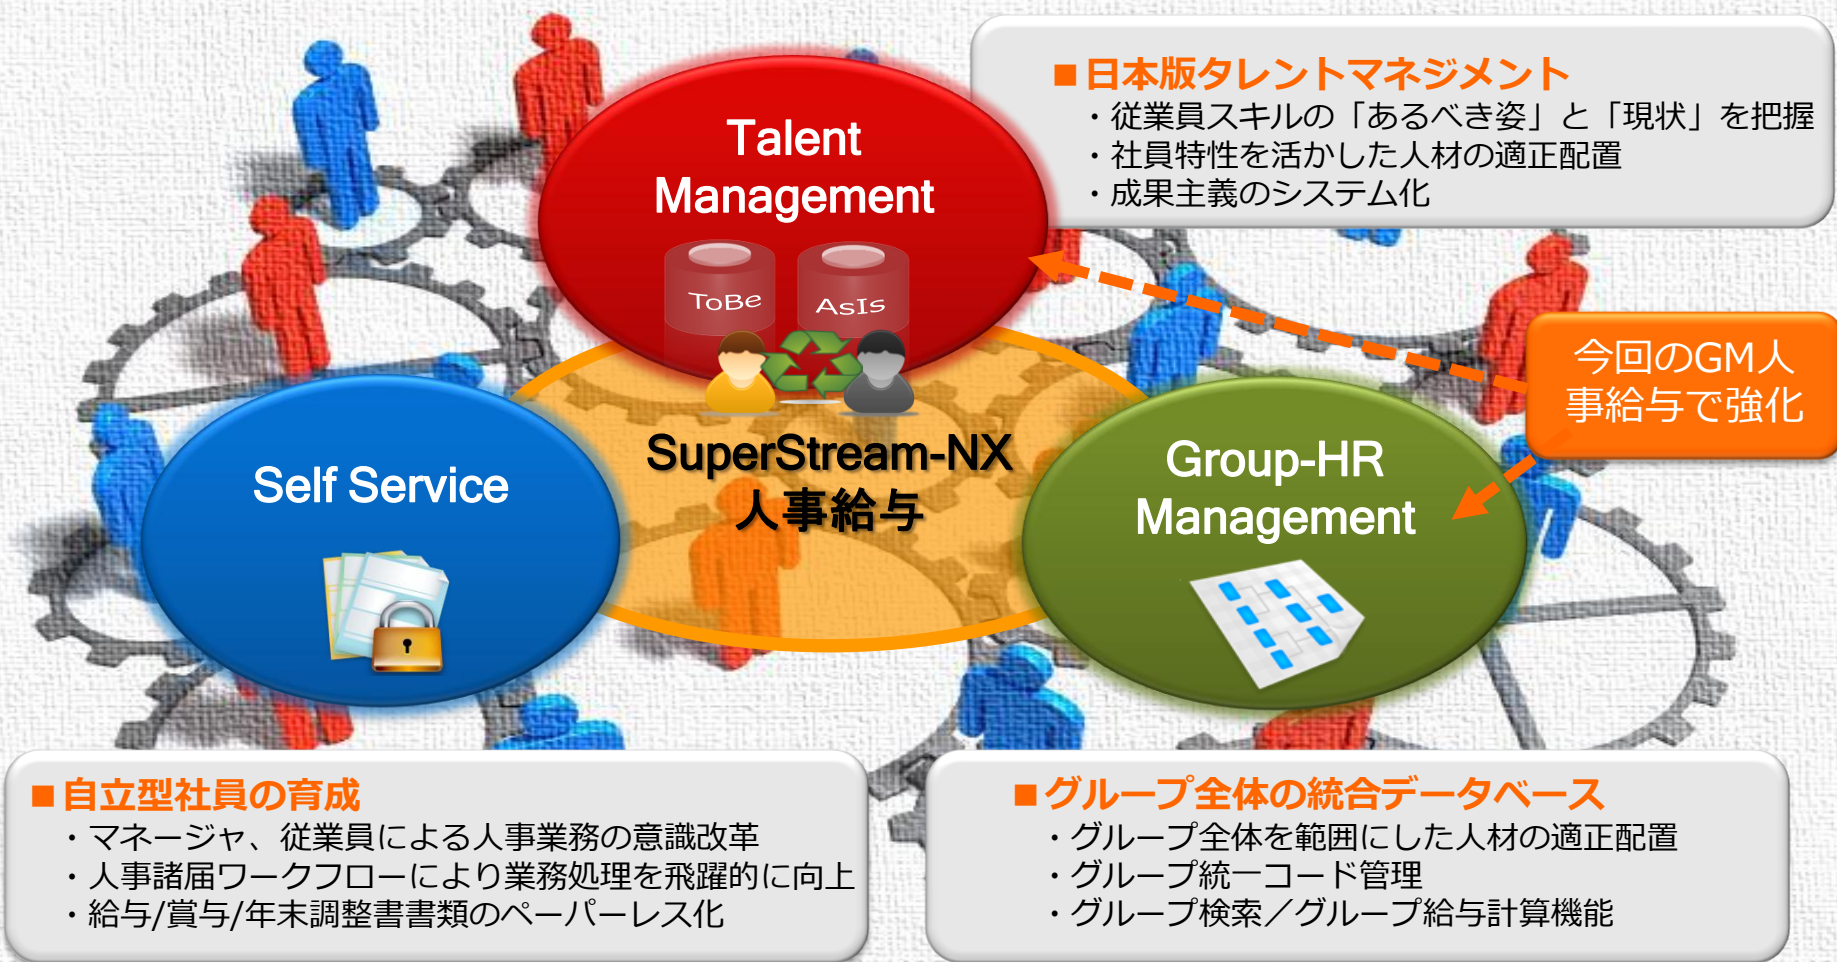 Talent
Management
ToBe
AsIs
■日本版タレントマネジメント
・従業員スキルの「あるべき姿」と「現状」を把握
・社員特性を活かした人材の適正配置
・成果主義のシステム化
今回のGM人
事給与で強化
SuperStream-NX
人事給与
Self Service
Group-HR
Management
■自立型社員の育成
・マネージャ、従業員による人事業務の意識改革
・人事諸届ワークフローにより業務処理を飛躍的に向上
・給与/賞与/年末調整書書類のペーパーレス化
■グループ全体の統合データベース
・グループ全体を範囲にした人材の適正配置
・グループ統一コード管理
・グループ検索／グループ給与計算機能